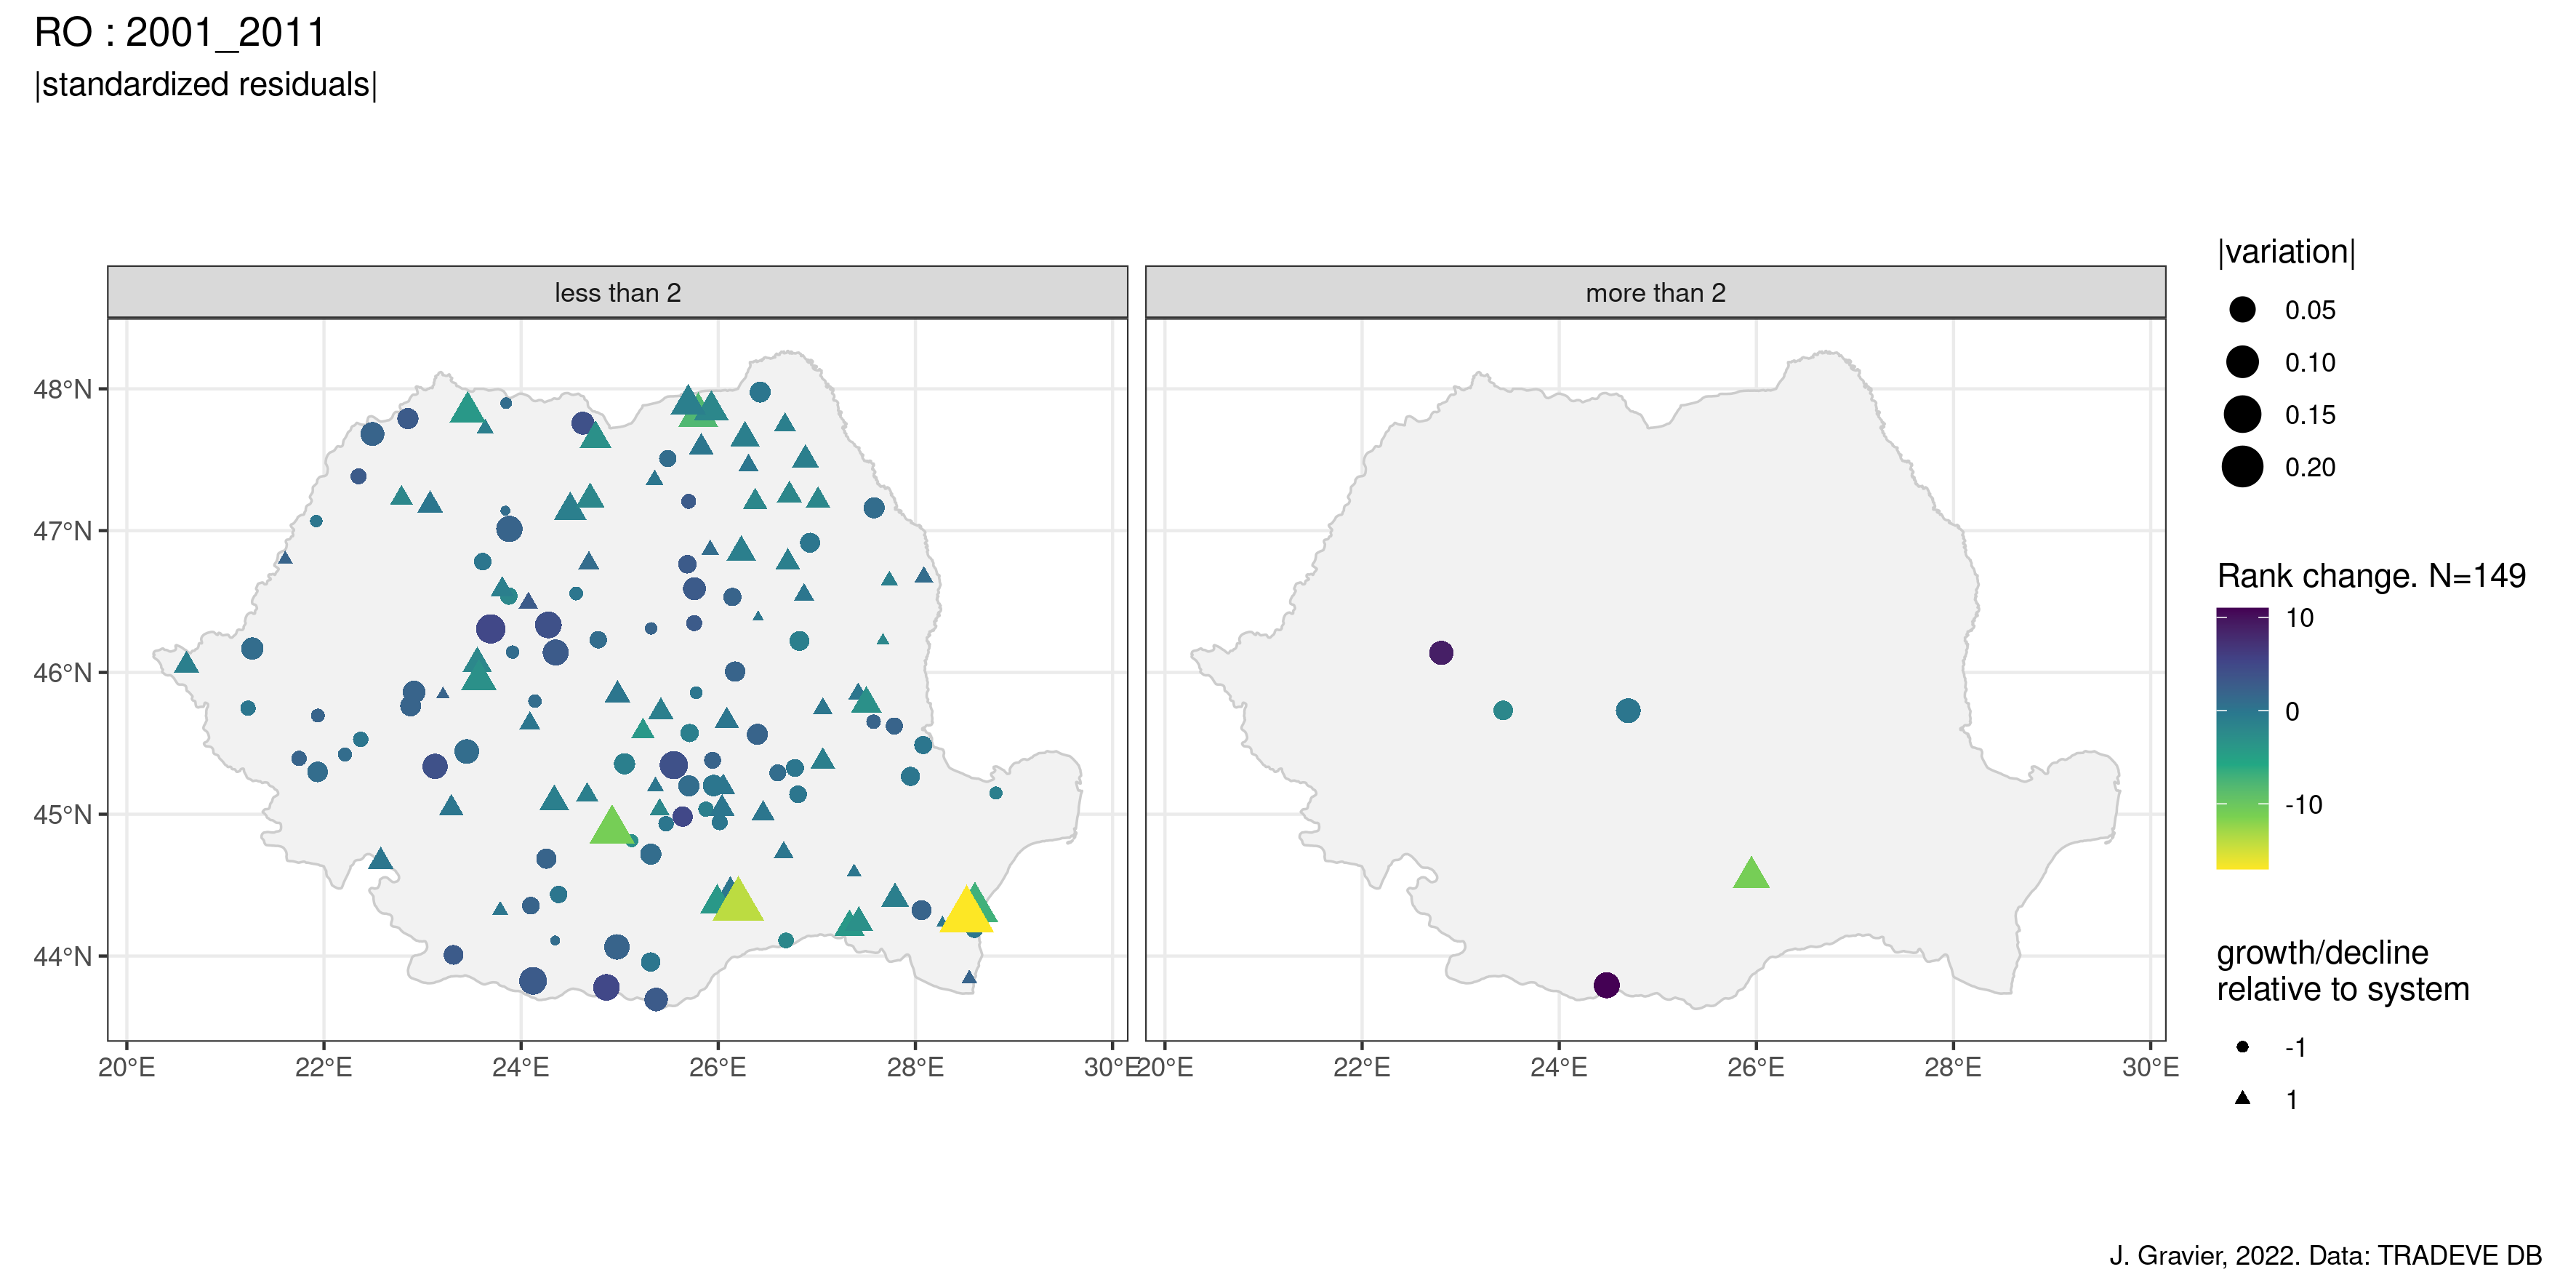 RO : 2001_2011
|standardized residuals|
less than 2
more than 2
48°N
47°N
46°N
45°N
44°N
20°E
22°E
24°E
26°E
28°E
30°E
20°E
22°E
24°E
26°E
28°E
30°E
|variation|
0.05
0.10
0.15
0.20
Rank change. N=149
10
0
-10
growth/decline
relative to system
-1
1
J. Gravier, 2022. Data: TRADEVE DB